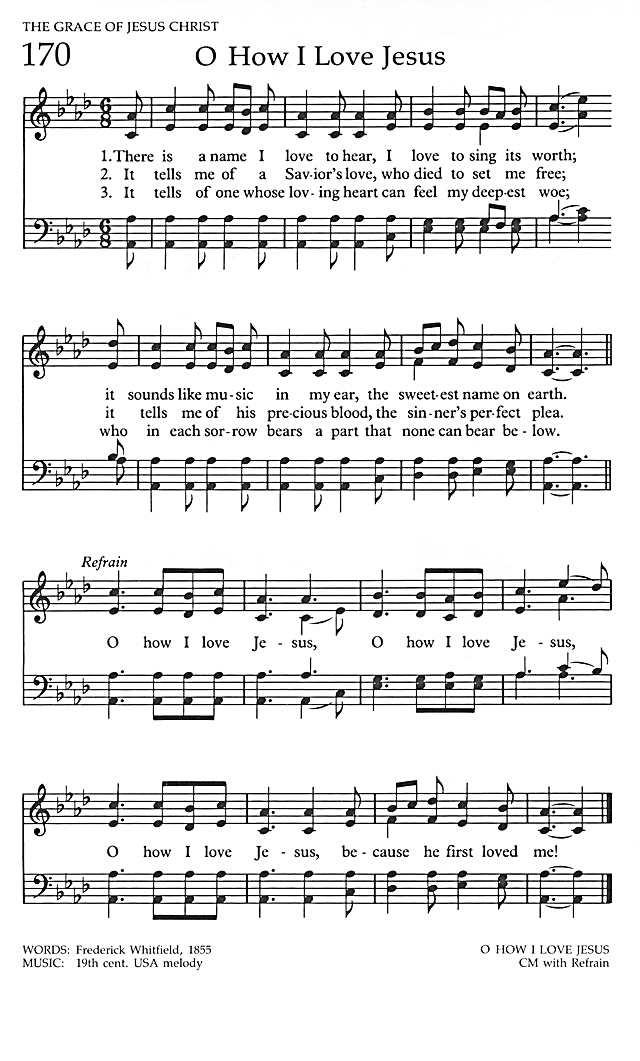 THE GRACE OF JESUS CHRIST
170 O How I Love Jesus
6 8
1. There is a name I love to hear, I love to sing its worth;
2. It tells me of a Sav-ior's love, who died to set me free;
3. It tells of one whose lov-ing heart can feel my deep-est woe;
6 8
it sounds like mu-sic in my ear, the sweet-est name on earth.
it tells me of his pre-cious blood, the sin-ner's per-fect plea.
who in each sor-row bears a part that none can bear be-low.
Refrain
O how I love Je-sus, O how I love Je-sus,
O how I love Je-sus, be-cause he first loved me!
WORDS: Frederick Whitfield, 1855 O HOW I LOVE JESUS
MUSIC: 19th cent. USA melody CM with Refrain